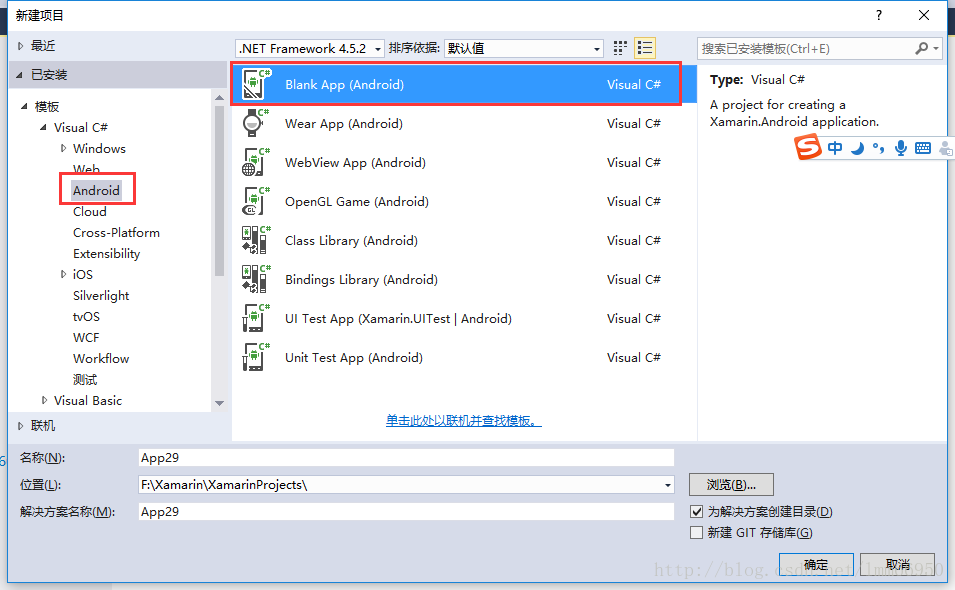 新建项目
?
最近
.NET Framework 4.5.2
排序依据:
默认值
搜索已安装模板(Ctrl+E)
已安装
模板
Visual C#
Windows
Web
Android
Cloud
Cross-Platform
Extensibility
iOS
Silverlight
tvOS
WCF
Workflow
测试
Visual Basic
联机
Blank App (Android) Visual C#
Wear App (Android) Visual C#
WebView App (Android) Visual C#
OpenGL Game (Android) Visual C#
Class Library (Android) Visual C#
Bindings Library (Android) Visual C#
UI Test App (Xamarin.UITest | Android) Visual C#
Unit Test App (Android) Visual C#
单击此处以联机并查找模板。
Type: Visual C#
A project for creating a
Xamarin.Android application.
中
名称(N): App29
位置(L): F:\Xamarin\XamarinProjects\
浏览(B)...
解决方案名称(M): App29
为解决方案创建目录(D)
新建 GIT 存储库(G)
确定
取消